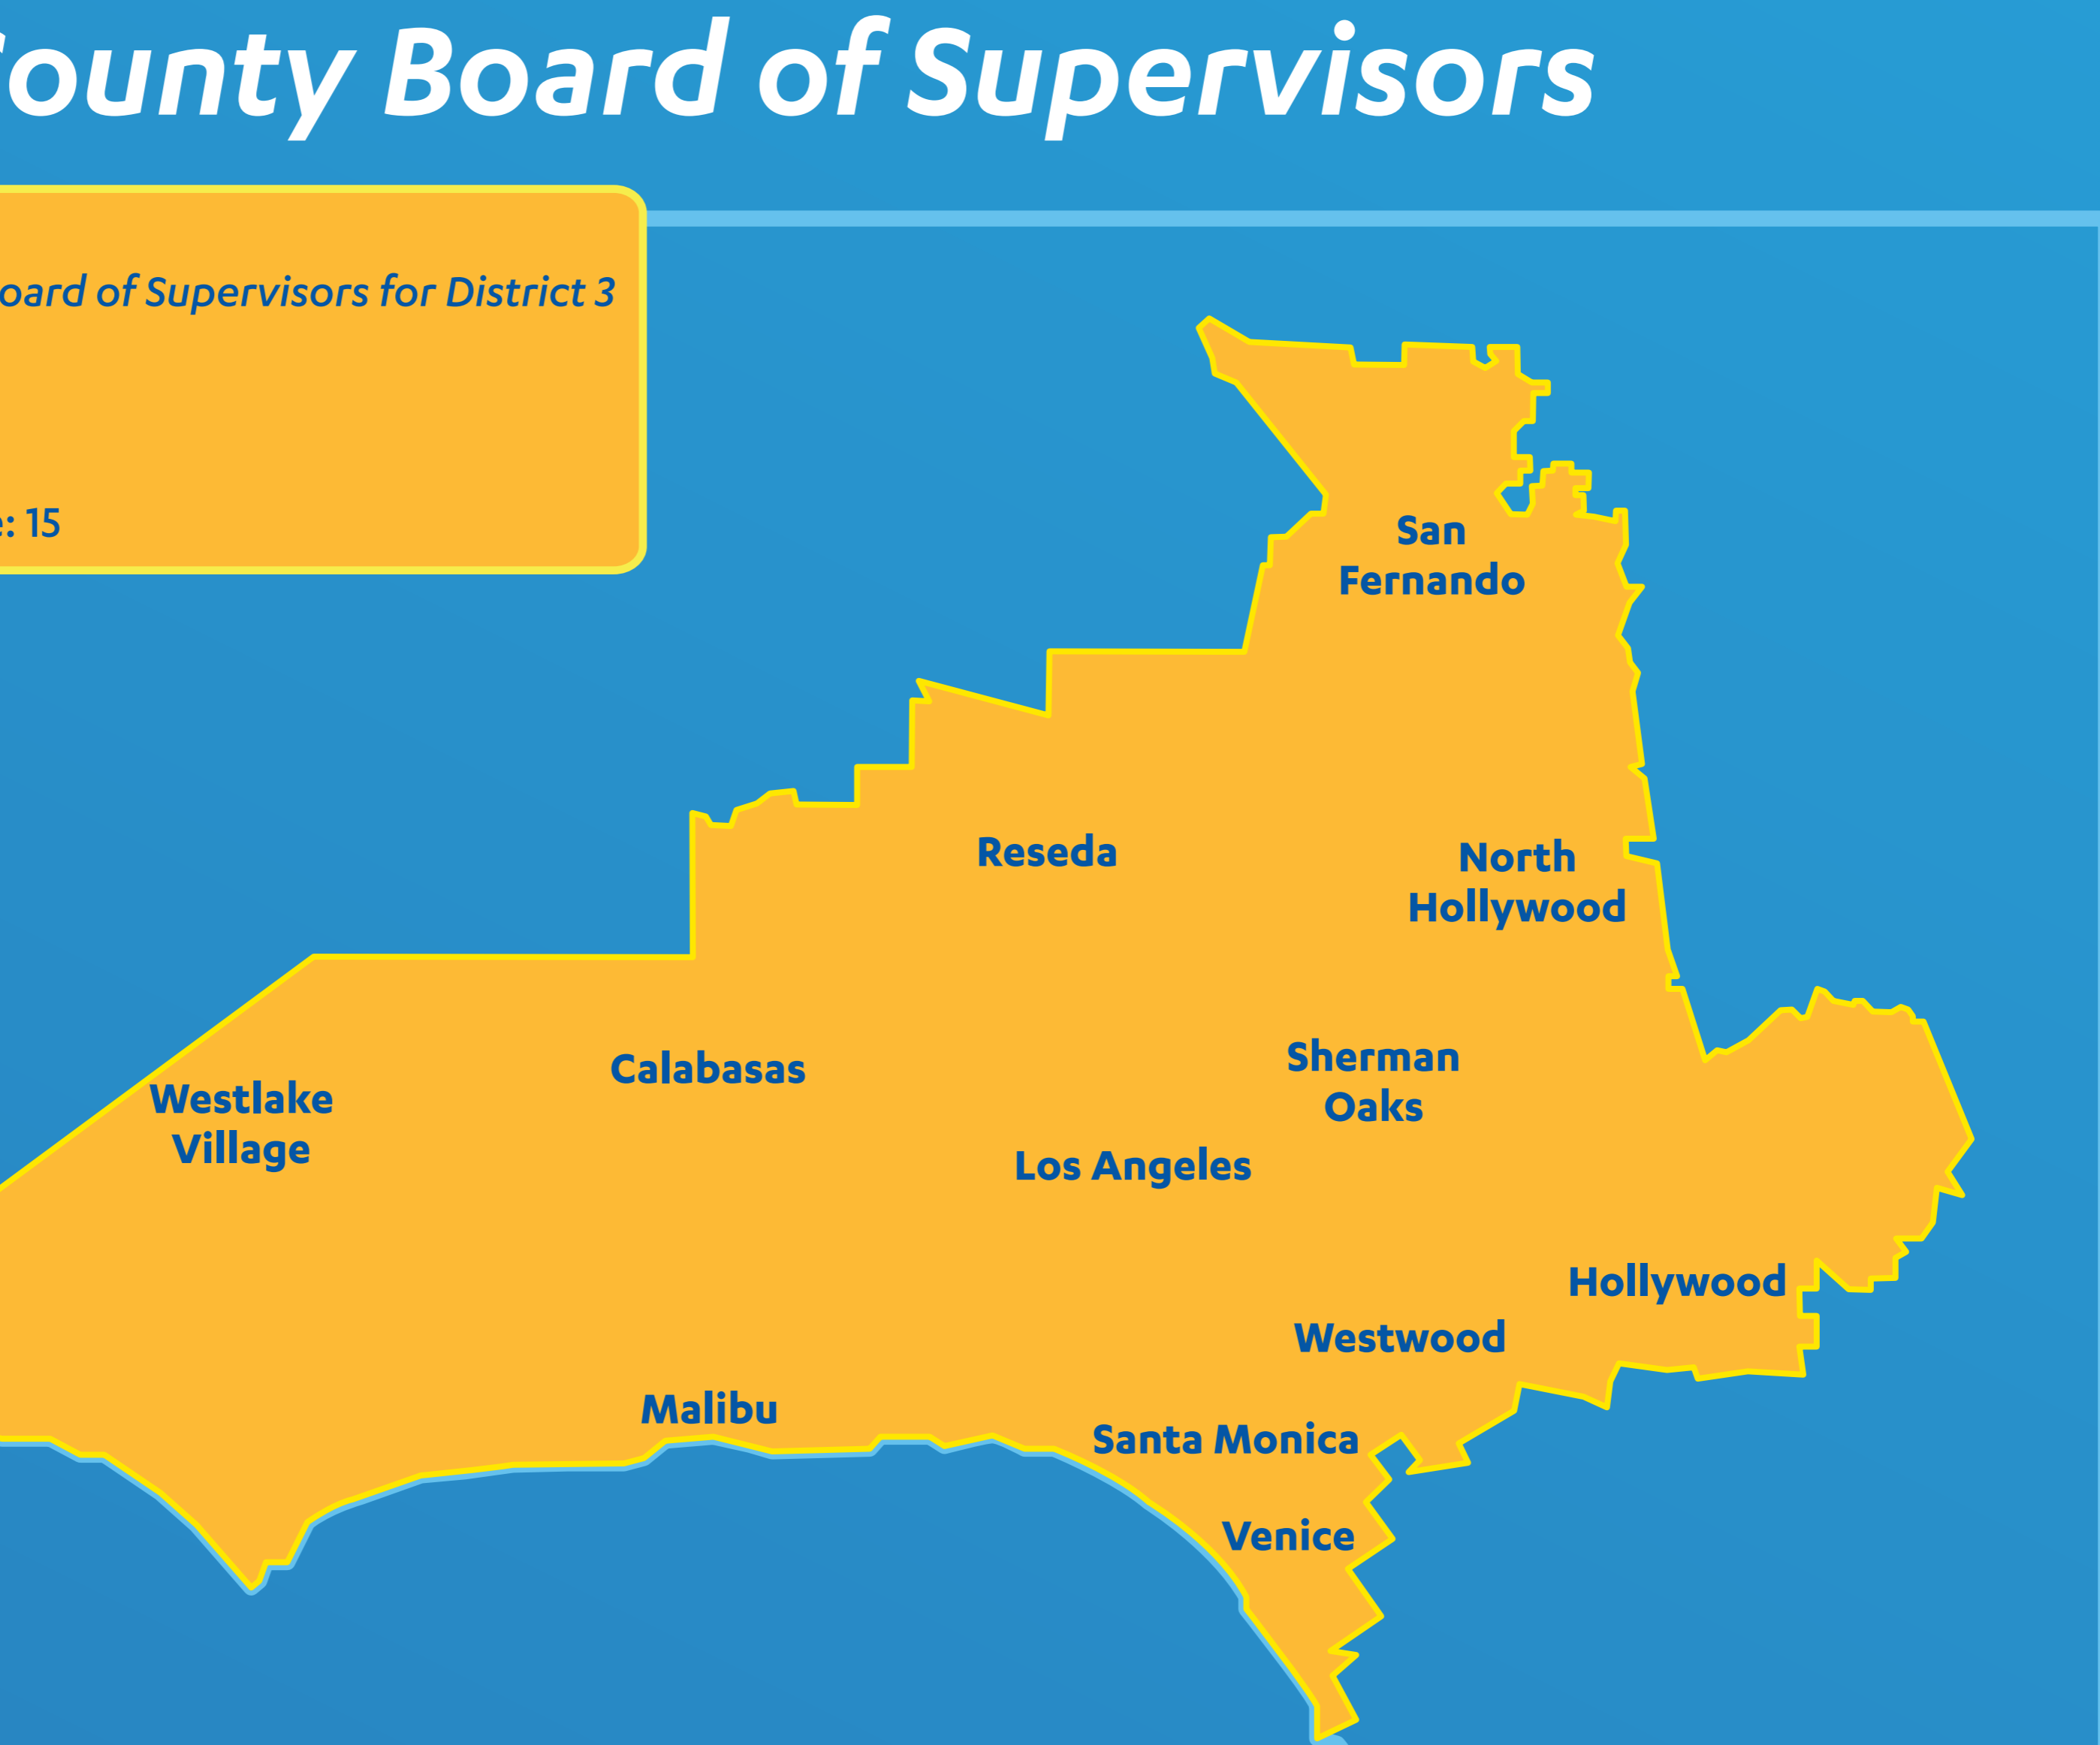 ounty Board of Supervisors
oard of Supervisors for District 3
e: 15
San
Fernando
Reseda
North
Hollywood
Sherman
Oaks
Calabasas
Westlake
Village
Los Angeles
Hollywood
Westwood
Malibu
Santa Monica
Venice